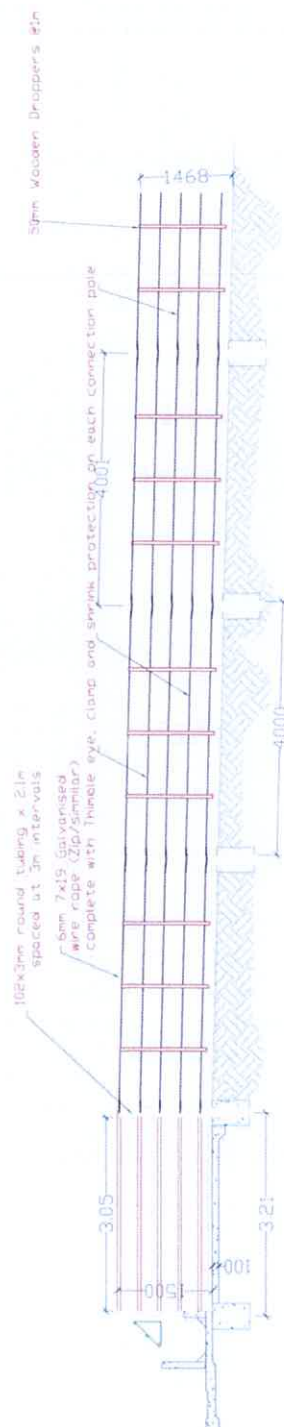 102x3mm round tubing x 2.1m
spaced at 3m intervals
6mm 7x19 Galvanised
wire rope (Zip/simmilar)
complete with Thimble eye, clamp and shrink protection on each connection pole
50mm Wooden Droppers @1m
3.05
4001
1468
1500
100
3.21
4000